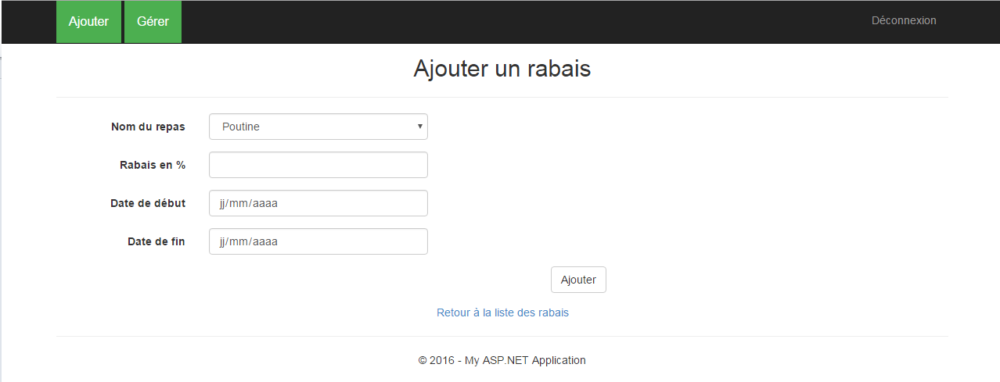 Ajouter Gérer Déconnexion
Ajouter un rabais
Nom du repas Poutine
Rabais en %
Date de début jj/mm/aaaa
Date de fin jj/mm/aaaa
Ajouter
Retour à la liste des rabais
© 2016 - My ASP.NET Application